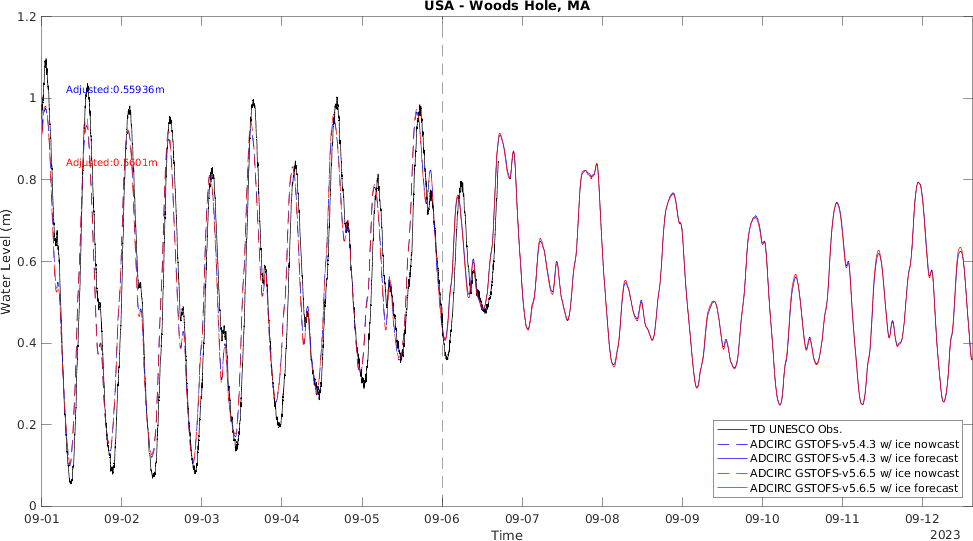 USA - Woods Hole, MA
1.2
1
0.8
0.6
0.4
0.2
0
Water Level (m)
Adjusted:0.55936m
Adjusted:0.5601m
TD UNESCO Obs.
ADCIRC GSTOFS-v5.4.3 w/ ice nowcast
ADCIRC GSTOFS-v5.4.3 w/ ice forecast
ADCIRC GSTOFS-v5.6.5 w/ ice nowcast
ADCIRC GSTOFS-v5.6.5 w/ ice forecast
09-01 09-02 09-03 09-04 09-05 09-06 09-07 09-08 09-09 09-10 09-11 09-12
2023
Time